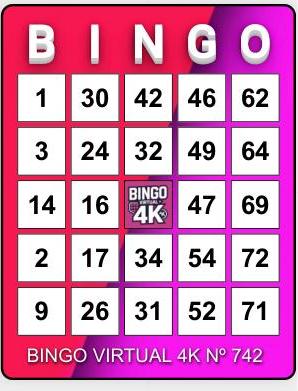 BINGO
1 30 42 46 62
3 24 32 49 64
14 16 BINGO VIRTUAL 4K 47 69
2 17 34 54 72
9 26 31 52 71
BINGO VIRTUAL 4K Nº 742